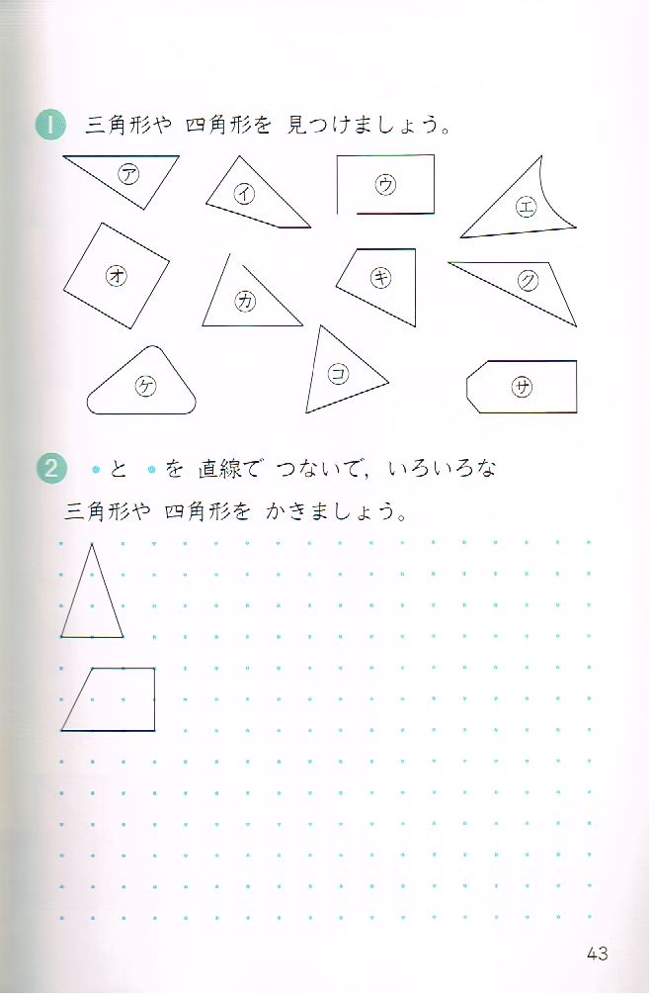 1 三角形や 四角形を 見つけましょう。
ア イ ウ エ
オ カ キ ク
ケ コ サ
2 ・と ・を 直線で つないで, いろいろな
三角形や 四角形を かきましょう。
43